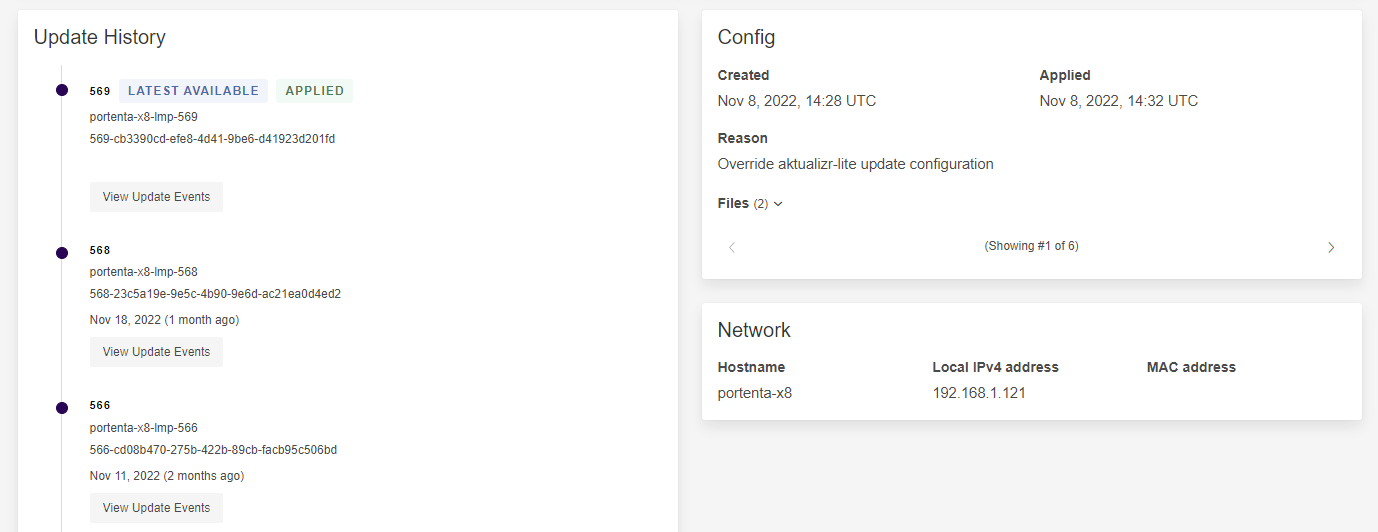 Update History
569 LATEST AVAILABLE APPLIED
portenta-x8-lmp-569
569-cb3390cd-efe8-4d41-9be6-d41923d201fd
View Update Events
568
portenta-x8-lmp-568
568-23c5a19e-9e5c-4b90-9e6d-ac21ea0d4ed2
Nov 18, 2022 (1 month ago)
View Update Events
566
portenta-x8-lmp-566
566-cd08b470-275b-422b-89cb-facb95c506bd
Nov 11, 2022 (2 months ago)
View Update Events
Config
Created Applied
Nov 8, 2022, 14:28 UTC Nov 8, 2022, 14:32 UTC
Reason
Override aktualizr-lite update configuration
Files (2)
(Showing #1 of 6)
Network
Hostname Local IPv4 address MAC address
portenta-x8 192.168.1.121